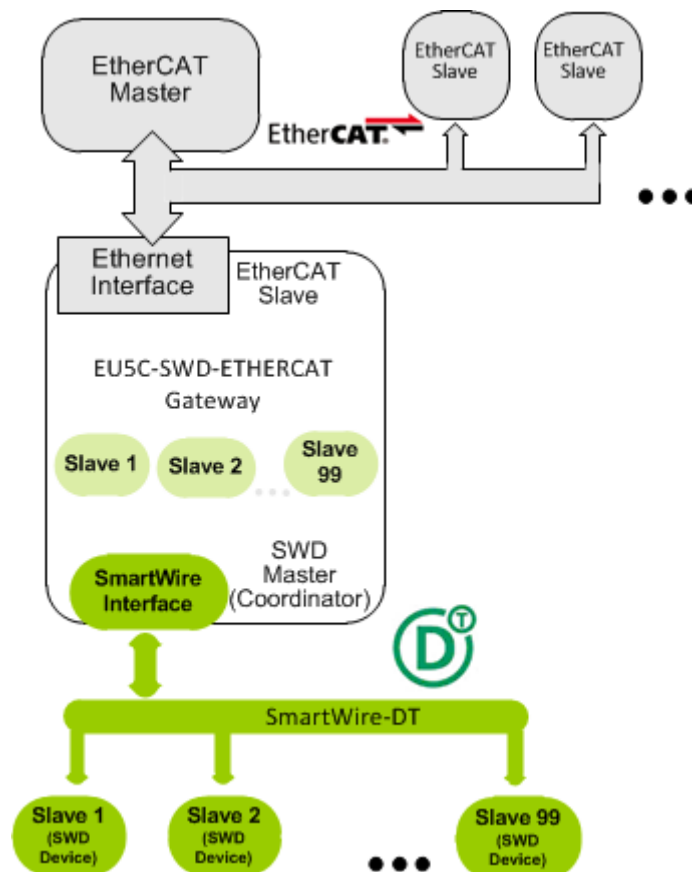 EtherCAT
Master
EtherCAT
Slave
EtherCAT
Slave
EtherCAT®
Ethernet
Interface
EtherCAT
Slave
EU5C-SWD-ETHERCAT
Gateway
Slave 1
Slave 2
Slave
99
SmartWire
Interface
SWD
Master
(Coordinator)
D T
SmartWire-DT
Slave 1
(SWD
Device)
Slave 2
(SWD
Device)
Slave 99
(SWD
Device)